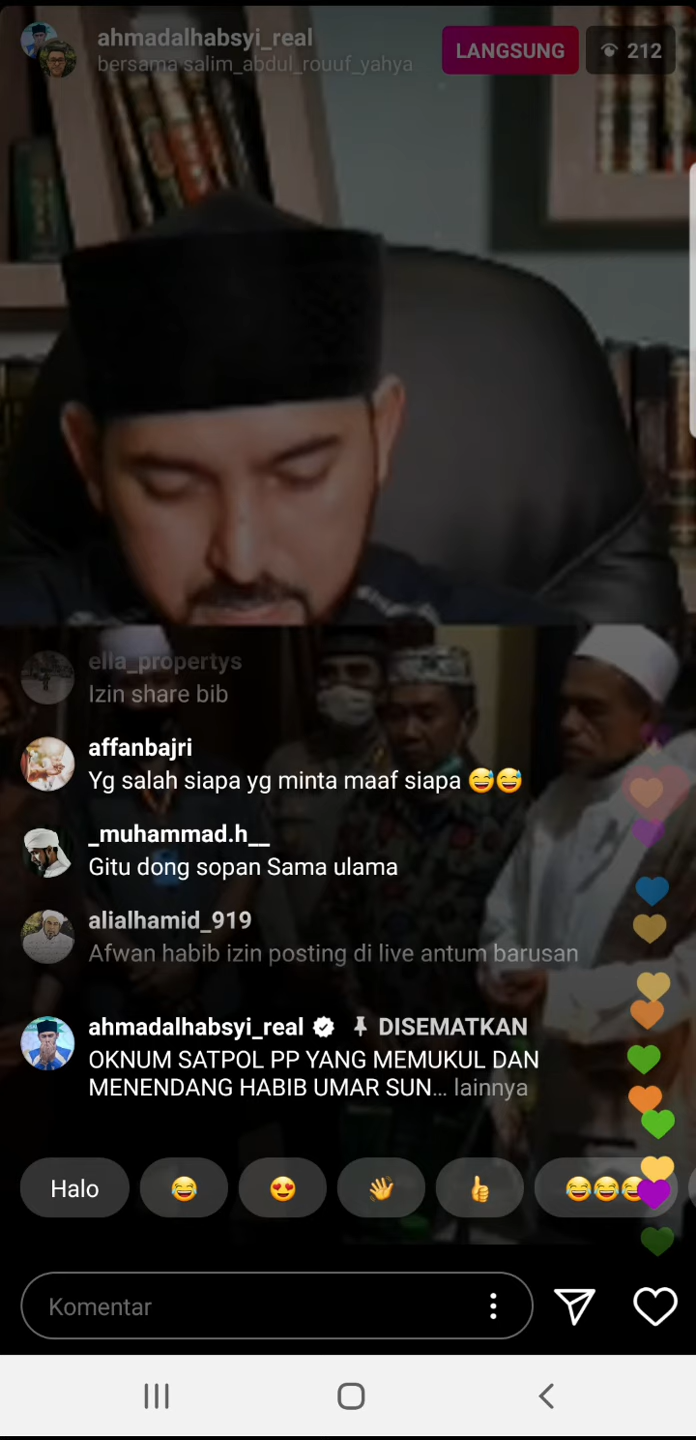 ahmadalhabsyi_real
bersama salim_abdul_rouuf_yahya
LANGSUNG
212
ella_propertys
Izin share bib
affanbajri
Yg salah siapa yg minta maaf siapa 😅😅
_muhammad.h__
Gitu dong sopan Sama ulama
alialhamid_919
Afwan habib izin posting di live antum barusan
ahmadalhabsyi_real DISEMATKAN
OKNUM SATPOL PP YANG MEMUKUL DAN
MENENDANG HABIB UMAR SUN... lainnya
Halo 😂 😍 👋 👍 😂😂😂
Komentar